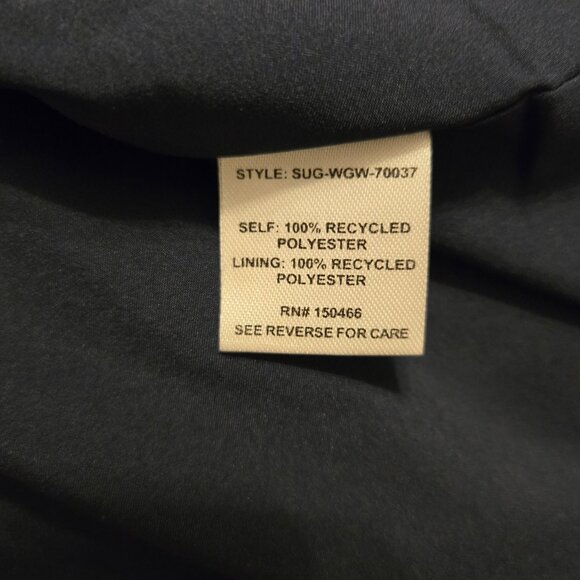 STYLE: SUG-WGW-70037
SELF: 100% RECYCLED
POLYESTER
LINING: 100% RECYCLED
POLYESTER
RN# 150466
SEE REVERSE FOR CARE